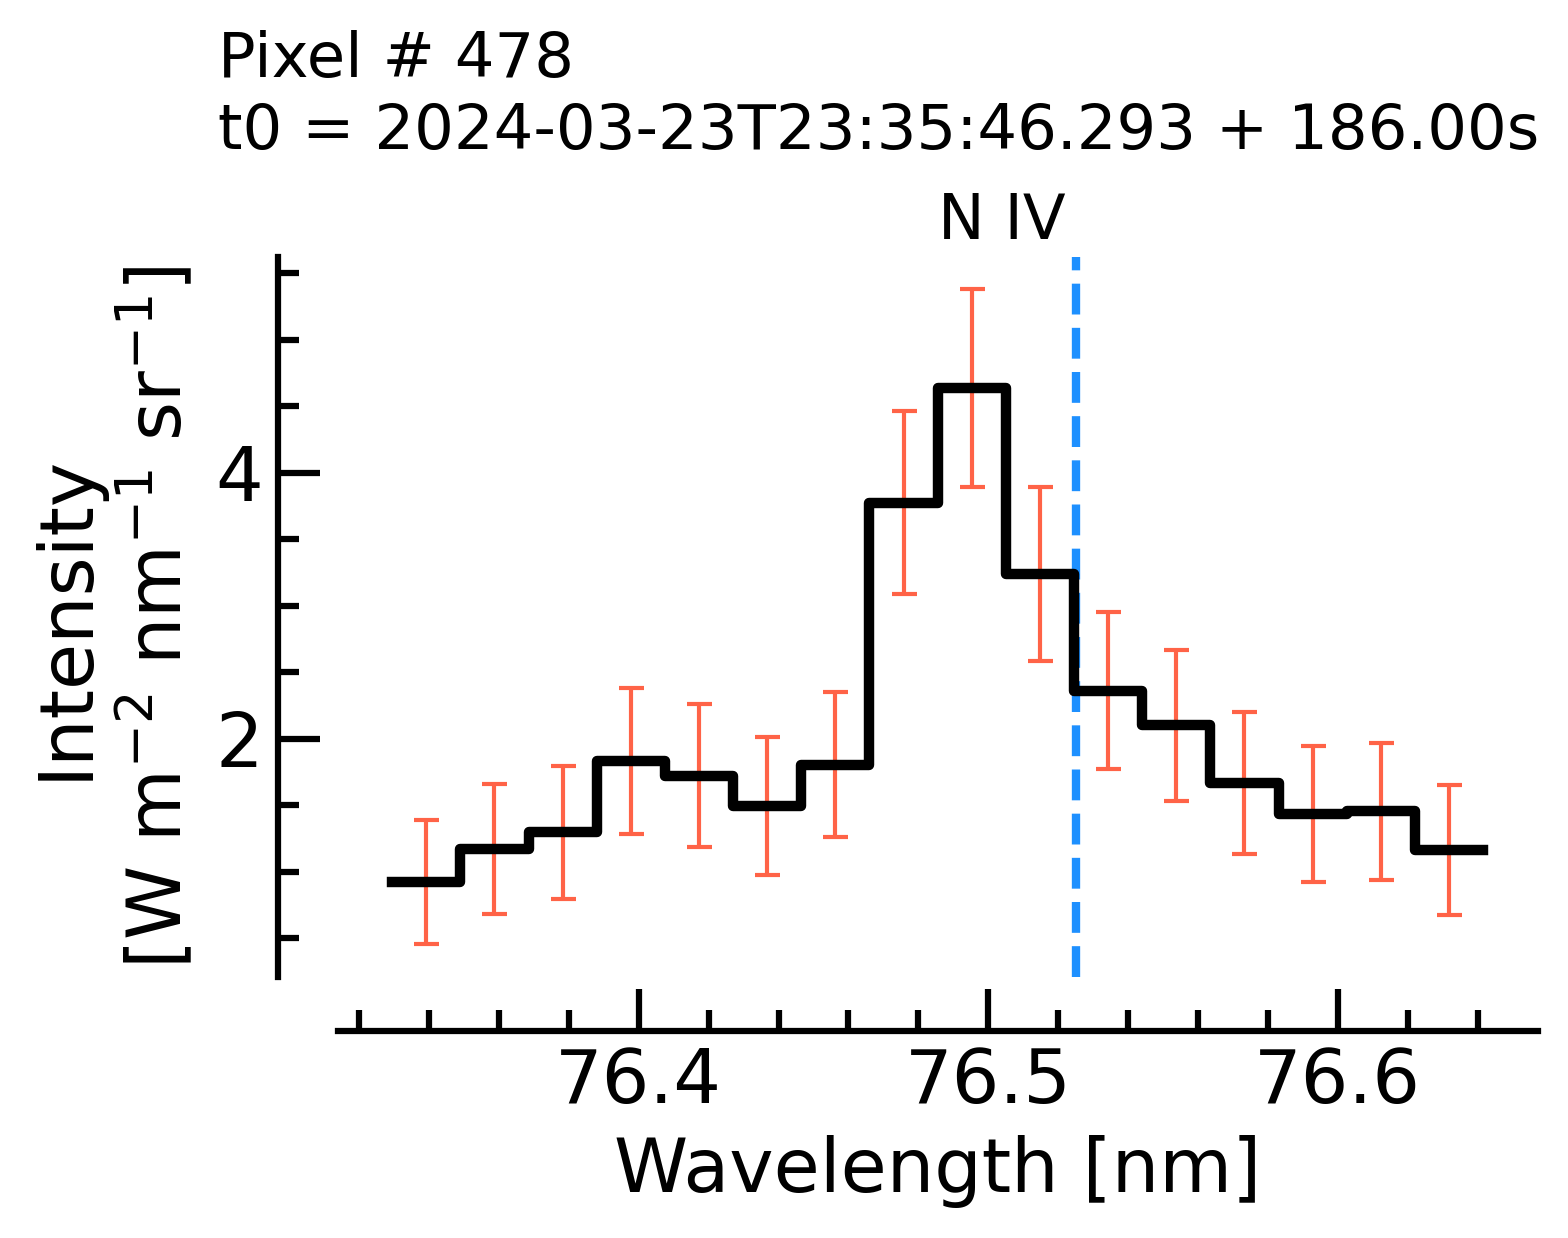 Pixel # 478
t0 = 2024-03-23T23:35:46.293 + 186.00s
N IV
Intensity
[W m⁻² nm⁻¹ sr⁻¹]
4
2
76.4 76.5 76.6
Wavelength [nm]